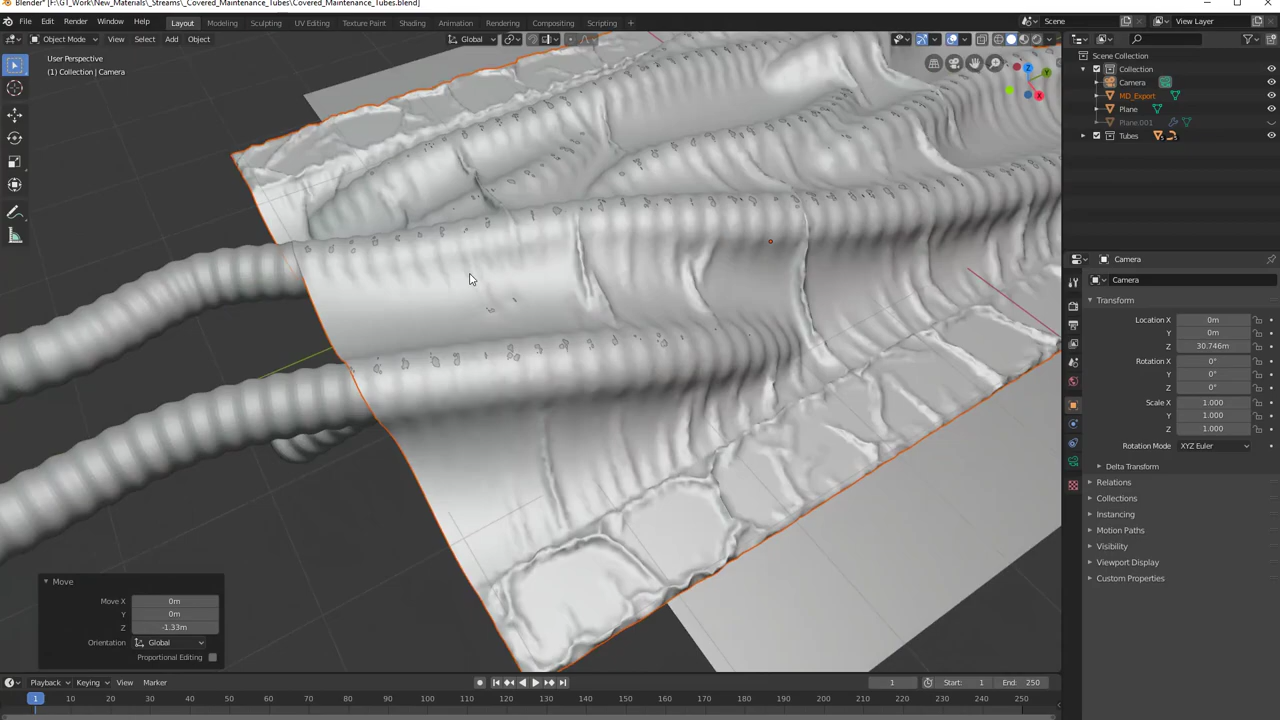 Blender* [F:\GT_Work\New_Materials\_Streams\_Covered_Maintenance_Tubes\Covered_Maintenance_Tubes.blend]
File Edit Render Window Help Layout Modeling Sculpting UV Editing Texture Paint Shading Animation Rendering Compositing Scripting Scene View Layer
Object Mode View Select Add Object Global
User Perspective
(1) Collection | Camera
Z
Y
X
Scene Collection
Collection
Camera
MD_Export
Plane
Plane.001
Tubes
Camera
Camera
Transform
Location X 0m
Y 0m
Z 30.746m
Rotation X 0°
Y 0°
Z 0°
Scale X 1.000
Y 1.000
Z 1.000
Rotation Mode XYZ Euler
Delta Transform
Relations
Collections
Instancing
Motion Paths
Visibility
Viewport Display
Custom Properties
Move
Move X 0m
Y 0m
Z -1.33m
Orientation Global
Proportional Editing
Playback Keying View Marker 1 Start: 1 End: 250
1 10 20 30 40 50 60 70 80 90 100 110 120 130 140 150 160 170 180 190 200 210 220 230 240 250